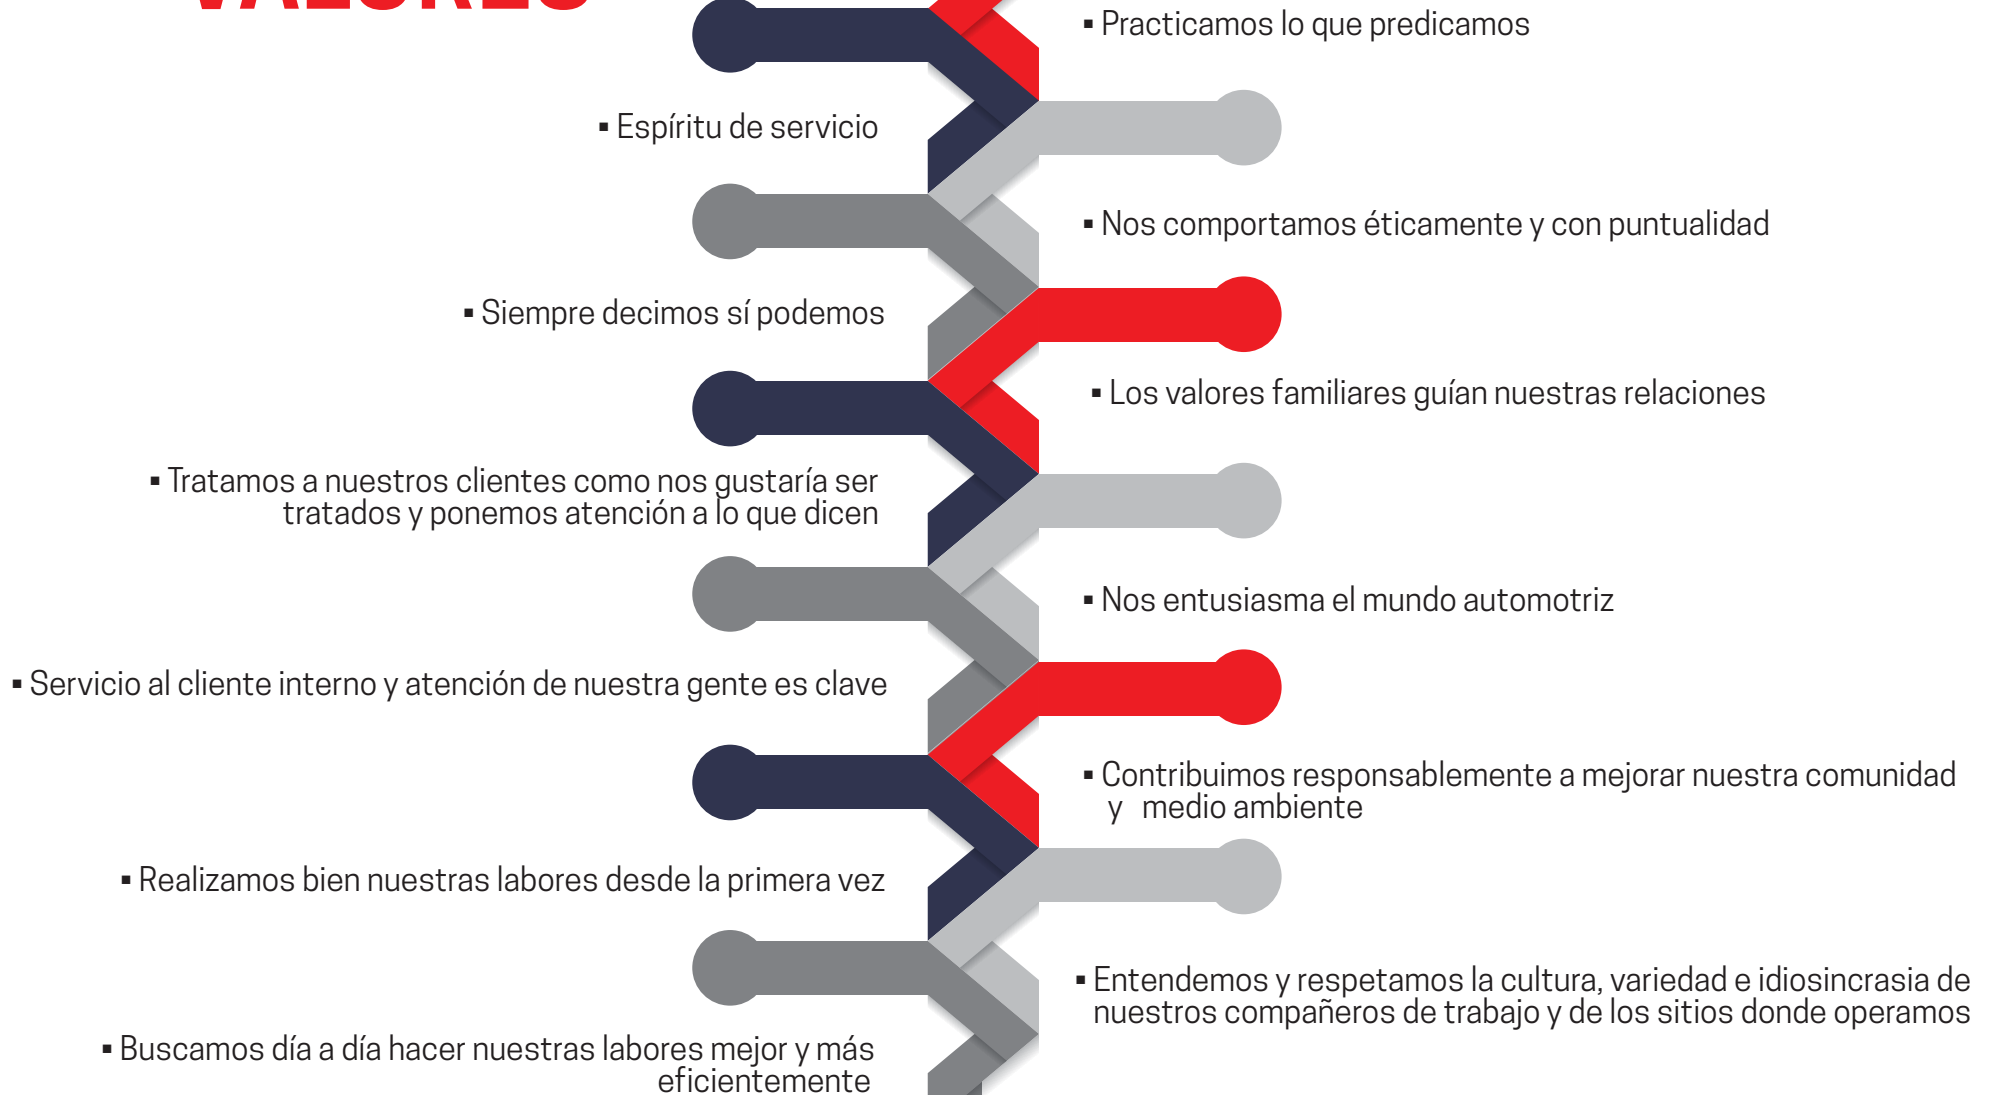 VALORES
▪ Practicamos lo que predicamos
▪ Espíritu de servicio
▪ Nos comportamos éticamente y con puntualidad
▪ Siempre decimos sí podemos
▪ Los valores familiares guían nuestras relaciones
▪ Tratamos a nuestros clientes como nos gustaría ser
tratados y ponemos atención a lo que dicen
▪ Nos entusiasma el mundo automotriz
▪ Servicio al cliente interno y atención de nuestra gente es clave
▪ Contribuimos responsablemente a mejorar nuestra comunidad
y medio ambiente
▪ Realizamos bien nuestras labores desde la primera vez
▪ Entendemos y respetamos la cultura, variedad e idiosincrasia de
nuestros compañeros de trabajo y de los sitios donde operamos
▪ Buscamos día a día hacer nuestras labores mejor y más
eficientemente